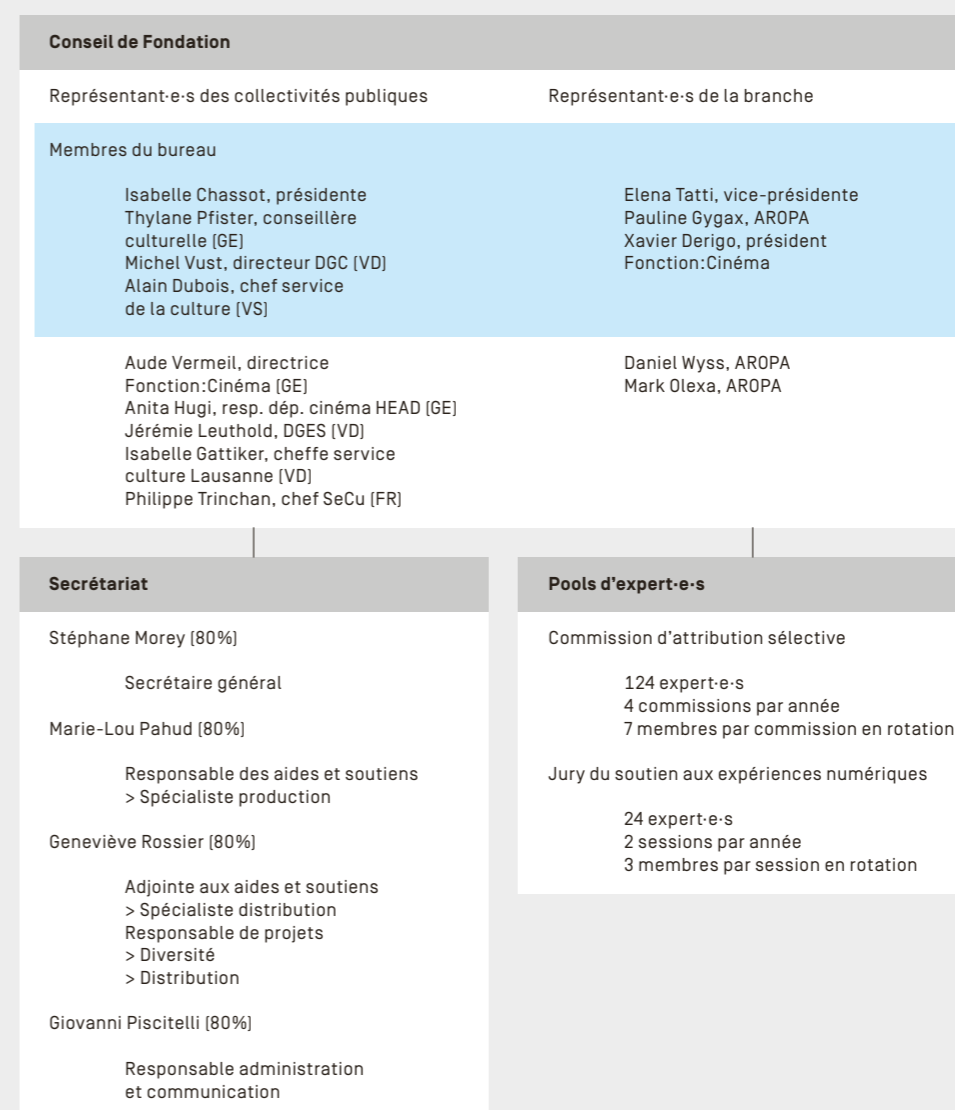 Conseil de Fondation
Représentant·e·s des collectivités publiques
Représentant·e·s de la branche
Membres du bureau
Isabelle Chassot, présidente
Thylane Pfister, conseillère
culturelle (GE)
Michel Vust, directeur DGC (VD)
Alain Dubois, chef service
de la culture (VS)
Elena Tatti, vice-présidente
Pauline Gygax, AROPA
Xavier Derigo, président
Fonction:Cinéma
Aude Vermeil, directrice
Fonction:Cinéma (GE)
Anita Hugi, resp. dép. cinéma HEAD (GE)
Jérémie Leuthold, DGES (VD)
Isabelle Gattiker, cheffe service
culture Lausanne (VD)
Philippe Trinchan, chef SeCu (FR)
Daniel Wyss, AROPA
Mark Olexa, AROPA
Secrétariat
Stéphane Morey (80%)
Secrétaire général
Marie-Lou Pahud (80%)
Responsable des aides et soutiens
> Spécialiste production
Geneviève Rossier (80%)
Adjointe aux aides et soutiens
> Spécialiste distribution
Responsable de projets
> Diversité
> Distribution
Giovanni Piscitelli (80%)
Responsable administration
et communication
Pools d'expert·e·s
Commission d'attribution sélective
124 expert·e·s
4 commissions par année
7 membres par commission en rotation
Jury du soutien aux expériences numériques
24 expert·e·s
2 sessions par année
3 membres par session en rotation